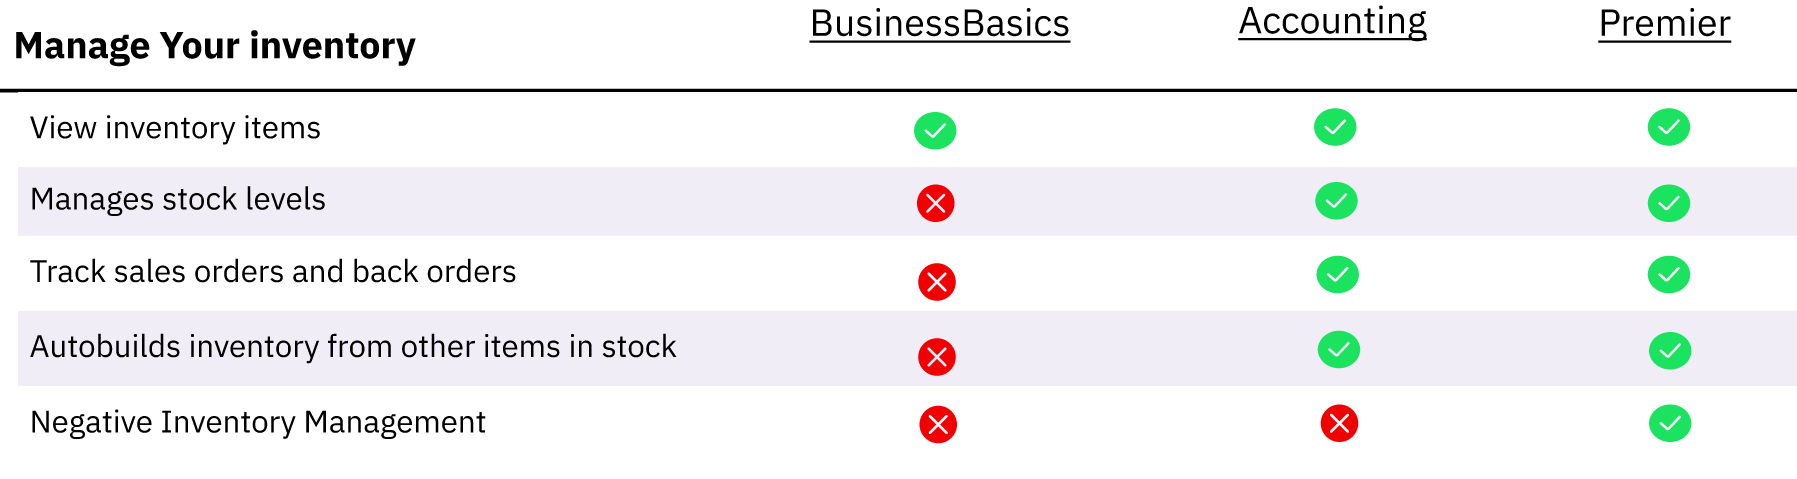 Manage Your inventory
BusinessBasics
Accounting
Premier
View inventory items
Manages stock levels
Track sales orders and back orders
Autobuilds inventory from other items in stock
Negative Inventory Management